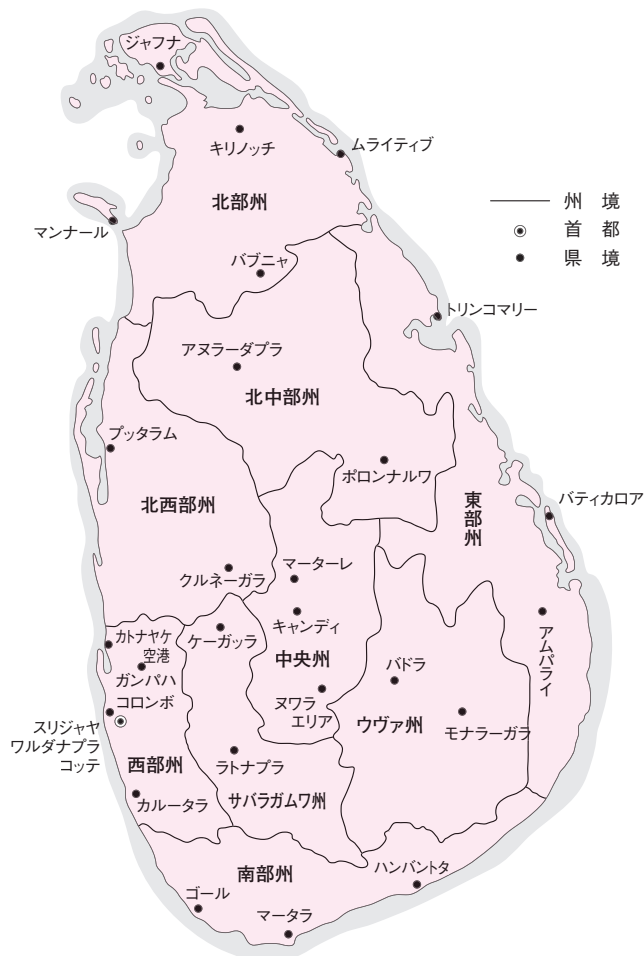 ジャフナ
キリノッチ
ムライティブ
北部州
マンナール
バブニャ
州 境
首 都
県 境
トリンコマリー
アヌラーダプラ
北中部州
プッタラム
ポロンナルワ
北西部州
東部州
バティカロア
クルネーガラ
マーターレ
キャンディ
ケーガッラ
カトナヤケ
空港
ガンパハ
コロンボ
中央州
バドラ
アムパライ
ヌワラ
エリア
ウヴァ州
モナラーガラ
スリジャヤ
ワルダナプラ
コッテ
西部州
ラトナプラ
カルータラ
サバラガムワ州
南部州
ハンバントタ
ゴール
マータラ